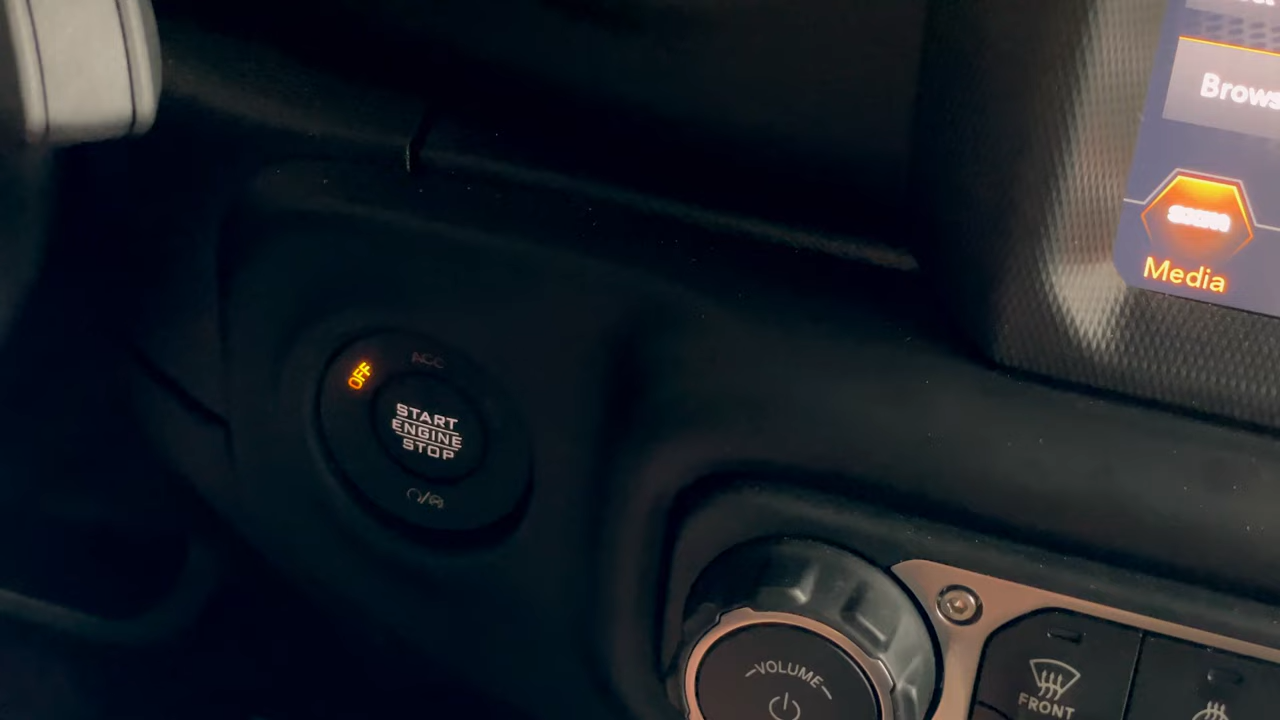 Brows
Media
OFF
ACC
START
ENGINE
STOP
VOLUME
FRONT